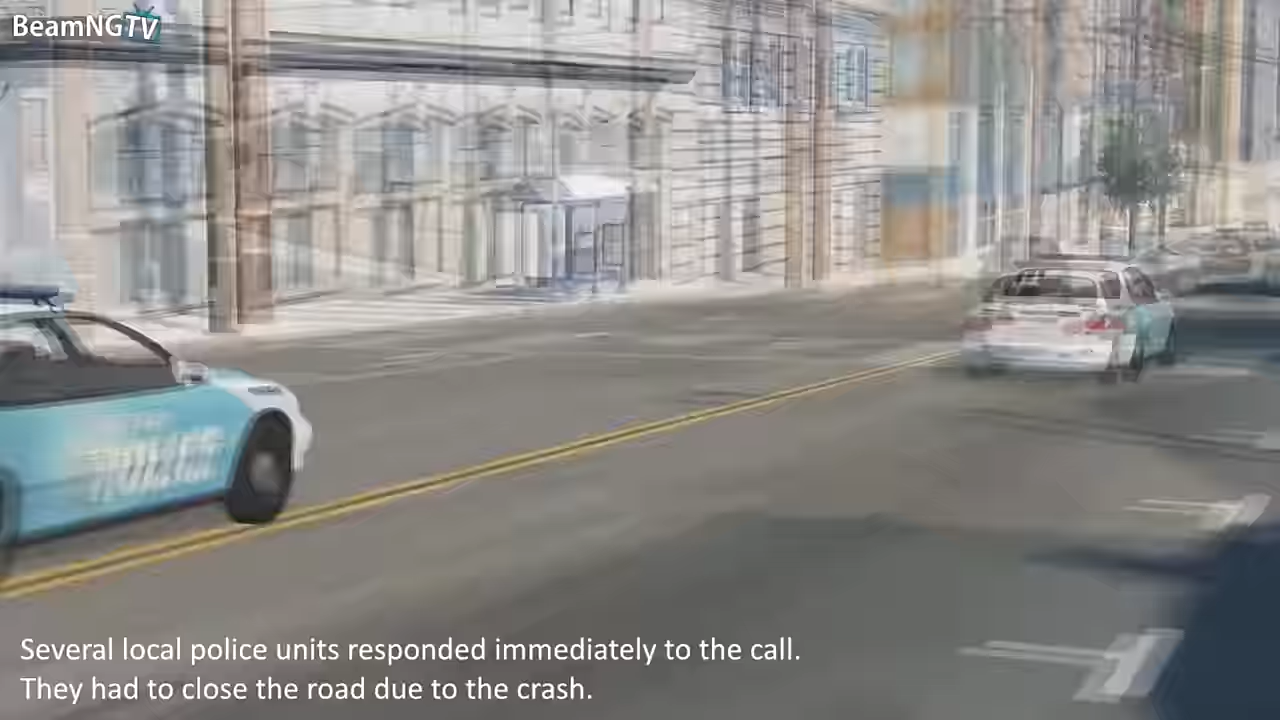 BeamNGTV
Several local police units responded immediately to the call.
They had to close the road due to the crash.
POLICE